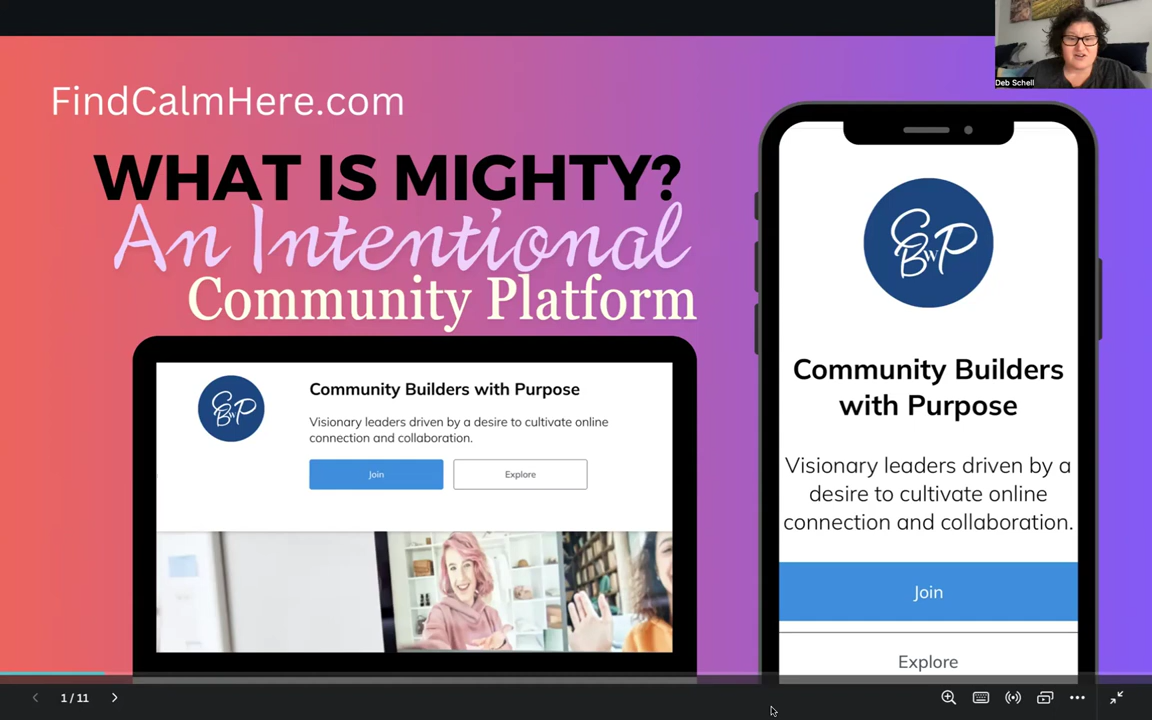 Deb Schell
FindCalmHere.com
WHAT IS MIGHTY?
An Intentional
Community Platform
CBwP
Community Builders with Purpose
Visionary leaders driven by a desire to cultivate online
connection and collaboration.
Join
Explore
CBwP
Community Builders
with Purpose
Visionary leaders driven by a
desire to cultivate online
connection and collaboration.
Join
Explore
1 / 11